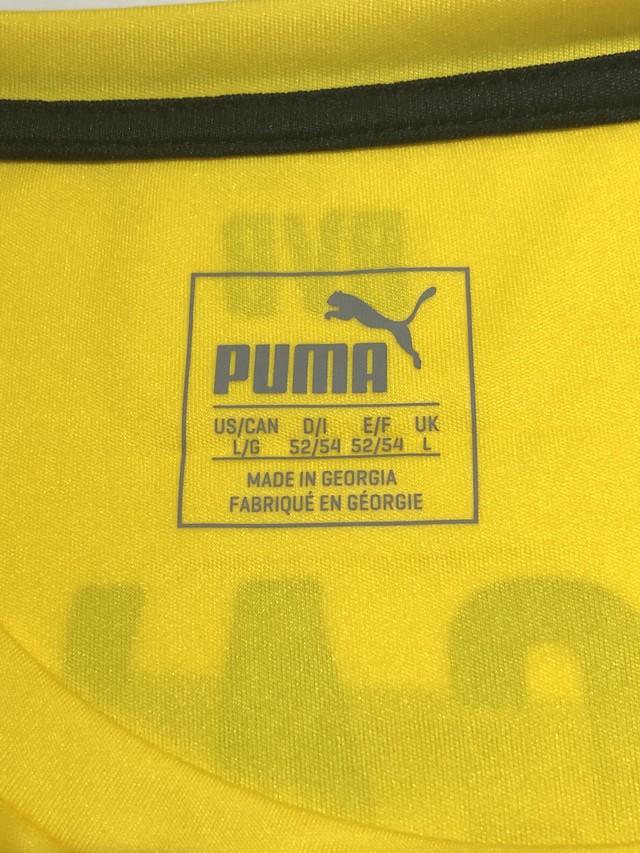 PUMA
US/CAN D/I E/F UK
L/G 52/54 52/54 L
MADE IN GEORGIA
FABRIQUÉ EN GÉORGIE